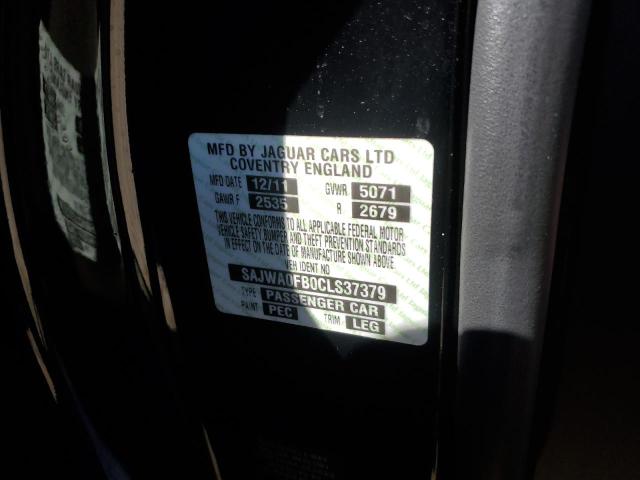 MFD BY JAGUAR CARS LTD
COVENTRY ENGLAND
MFD DATE 12/11 GVWR 5071
GAWR F 2535 R 2679
THIS VEHICLE CONFORMS TO ALL APPLICABLE FEDERAL MOTOR
VEHICLE SAFETY, BUMPER, AND THEFT PREVENTION STANDARDS
IN EFFECT ON THE DATE OF MANUFACTURE SHOWN ABOVE
VEH IDENT NO
SAJWA0FB0CLS37379
TYPE PASSENGER CAR
PAINT PEC TRIM LEG